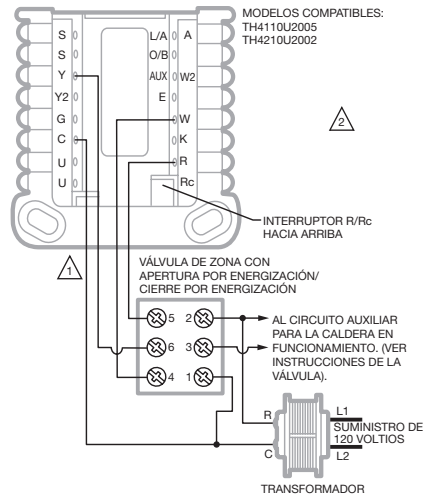 MODELOS COMPATIBLES:
TH4110U2005
TH4210U2002
S L/A A
S O/B
Y AUX W2
Y2 E
G W
C K
U R
U Rc
2
INTERRUPTOR R/Rc
HACIA ARRIBA
1
VÁLVULA DE ZONA CON
APERTURA POR ENERGIZACIÓN/
CIERRE POR ENERGIZACIÓN
5 2
6 3
4 1
AL CIRCUITO AUXILIAR
PARA LA CALDERA EN
FUNCIONAMIENTO. (VER
INSTRUCCIONES DE LA
VÁLVULA).
R L1
SUMINISTRO DE
120 VOLTIOS
C L2
TRANSFORMADOR